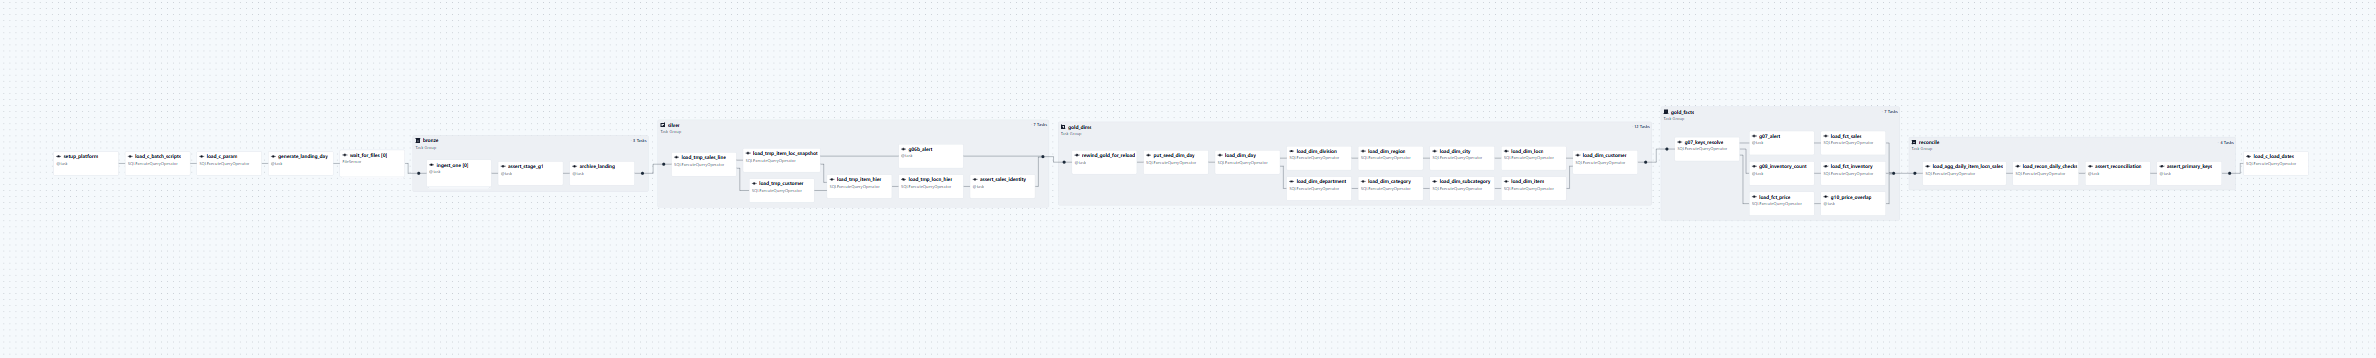 setup_platform
@task
load_c_batch_scripts
SQLExecuteQueryOperator
load_c_param
SQLExecuteQueryOperator
generate_landing_day
@task
wait_for_files [0]
FileSensor
bronze
3 Tasks
Task Group
ingest_one [0]
@task
assert_stage_g1
@task
archive_landing
@task
silver
7 Tasks
Task Group
load_tmp_sales_line
SQLExecuteQueryOperator
load_tmp_item_loc_snapshot
SQLExecuteQueryOperator
load_tmp_customer
SQLExecuteQueryOperator
load_tmp_item_hier
SQLExecuteQueryOperator
g06b_alert
@task
load_tmp_locn_hier
SQLExecuteQueryOperator
assert_sales_identity
@task
gold_dims
12 Tasks
Task Group
rewind_gold_for_reload
@task
put_seed_dim_day
SQLExecuteQueryOperator
load_dim_day
SQLExecuteQueryOperator
load_dim_division
SQLExecuteQueryOperator
load_dim_region
SQLExecuteQueryOperator
load_dim_city
SQLExecuteQueryOperator
load_dim_locn
SQLExecuteQueryOperator
load_dim_department
SQLExecuteQueryOperator
load_dim_category
SQLExecuteQueryOperator
load_dim_subcategory
SQLExecuteQueryOperator
load_dim_item
SQLExecuteQueryOperator
load_dim_customer
SQLExecuteQueryOperator
gold_facts
7 Tasks
Task Group
g07_keys_resolve
SQLExecuteQueryOperator
g07_alert
@task
load_fct_sales
SQLExecuteQueryOperator
g08_inventory_count
@task
load_fct_inventory
SQLExecuteQueryOperator
load_fct_price
SQLExecuteQueryOperator
g10_price_overlap
@task
reconcile
4 Tasks
Task Group
load_agg_daily_item_locn_sales
SQLExecuteQueryOperator
load_recon_daily_checks
SQLExecuteQueryOperator
assert_reconciliation
@task
assert_primary_keys
@task
load_c_load_dates
SQLExecuteQueryOperator